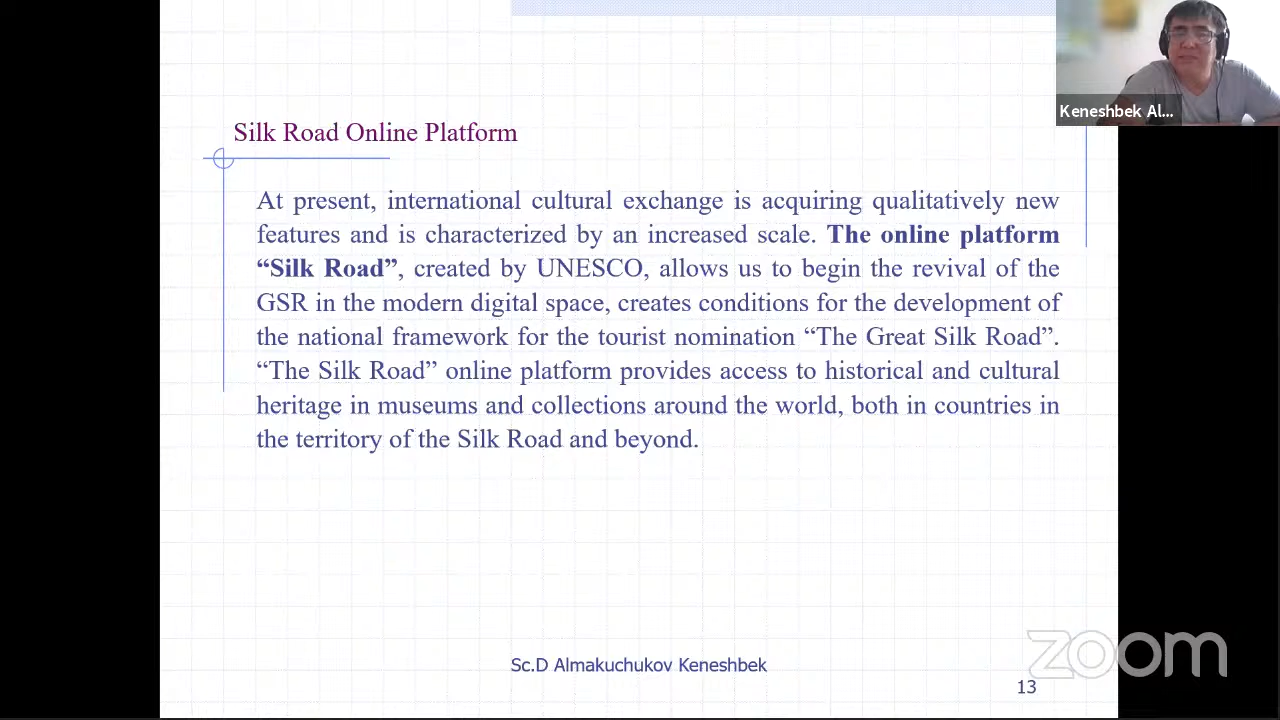 Keneshbek Al...
Silk Road Online Platform
At present, international cultural exchange is acquiring qualitatively new
features and is characterized by an increased scale. The online platform
“Silk Road”, created by UNESCO, allows us to begin the revival of the
GSR in the modern digital space, creates conditions for the development of
the national framework for the tourist nomination “The Great Silk Road”.
“The Silk Road” online platform provides access to historical and cultural
heritage in museums and collections around the world, both in countries in
the territory of the Silk Road and beyond.
Sc.D Almakuchukov Keneshbek
zoom
13